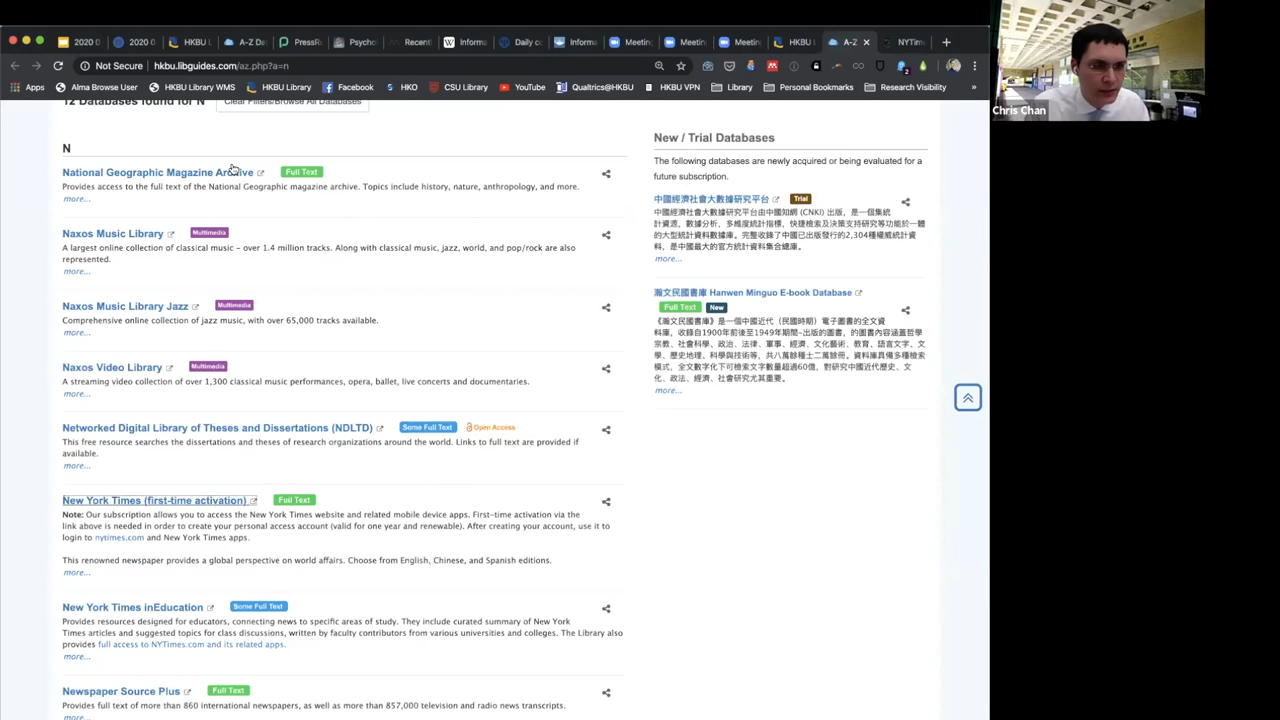 2020 0
2020 0
HKBU L
A-Z Da
PressR
Psycho
Recent
Informa
Daily co
Informa
Meeting
Meeting
Meeting
HKBU L
A-Z
NYTime
Not Secure | hkbu.libguides.com/az.php?a=n
Apps
Alma Browse User
HKBU Library WMS
HKBU Library
Facebook
HKO
CSU Library
YouTube
Qualtrics@HKBU
HKBU VPN
Library
Personal Bookmarks
Research Visibility
Chris Chan
12 Databases found for N
Clear Filters/Browse All Databases
N
National Geographic Magazine Archive Full Text
Provides access to the full text of the National Geographic magazine archive. Topics include history, nature, anthropology, and more.
more...
Naxos Music Library Multimedia
A largest online collection of classical music – over 1.4 million tracks. Along with classical music, jazz, world, and pop/rock are also
represented.
more...
Naxos Music Library Jazz Multimedia
Comprehensive online collection of jazz music, with over 65,000 tracks available.
more...
Naxos Video Library Multimedia
A streaming video collection of over 1,300 classical music performances, opera, ballet, live concerts and documentaries.
more...
Networked Digital Library of Theses and Dissertations (NDLTD) Some Full Text Open Access
This free resource searches the dissertations and theses of research organizations around the world. Links to full text are provided if
available.
more...
New York Times (first-time activation) Full Text
Note: Our subscription allows you to access the New York Times website and related mobile device apps. First-time activation via the
link above is needed in order to create your personal access account (valid for one year and renewable). After creating your account, use it to
login to nytimes.com and New York Times apps.
This renowned newspaper provides a global perspective on world affairs. Choose from English, Chinese, and Spanish editions.
more...
New York Times inEducation Some Full Text
Provides resources designed for educators, connecting news to specific areas of study. They include curated summary of New York
Times articles and suggested topics for class discussions, written by faculty contributors from various universities and colleges. The Library also
provides full access to NYTimes.com and its related apps.
more...
Newspaper Source Plus Full Text
Provides full text of more than 860 international newspapers, as well as more than 857,000 television and radio news transcripts.
more...
New / Trial Databases
The following databases are newly acquired or being evaluated for a
future subscription.
中國經濟社會大數據研究平台 Trial
中國經濟社會大數據研究平台由中國知網 (CNKI) 出版，是一個集統
計資源，數據分析，多維度統計指標，快捷檢索及決策支持研究等功能於一體
的大型統計資料數據庫。完整收錄了中國已出版發行的2,304種權威統計資
料，是中國最大的官方統計資料集合總庫。
more...
瀚文民國書庫 Hanwen Minguo E-book Database
Full Text New
《瀚文民國書庫》是一個中國近代（民國時期）電子圖書的全文資
料庫，收錄自1900年前後至1949年期間-出版的圖書，的圖書內容涵蓋哲學
宗教、社會科學、政治、法律、軍事、經濟、文化藝術、教育、語言文字、文
學、歷史地理、科學與技術等，共八萬餘種士二萬餘冊。資料庫具備多種檢索
模式，全文數字化下可檢索文字數量超過60億，對研究中國近代歷史、文
化、政法、經濟、社會研究尤其重要。
more...